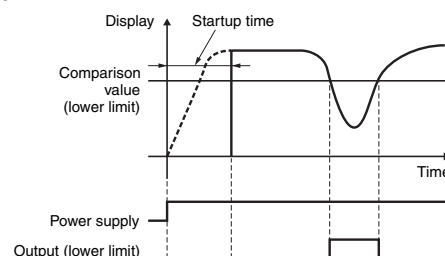 Display
Startup time
Comparison
value
(lower limit)
Time
Power supply
Output (lower limit)